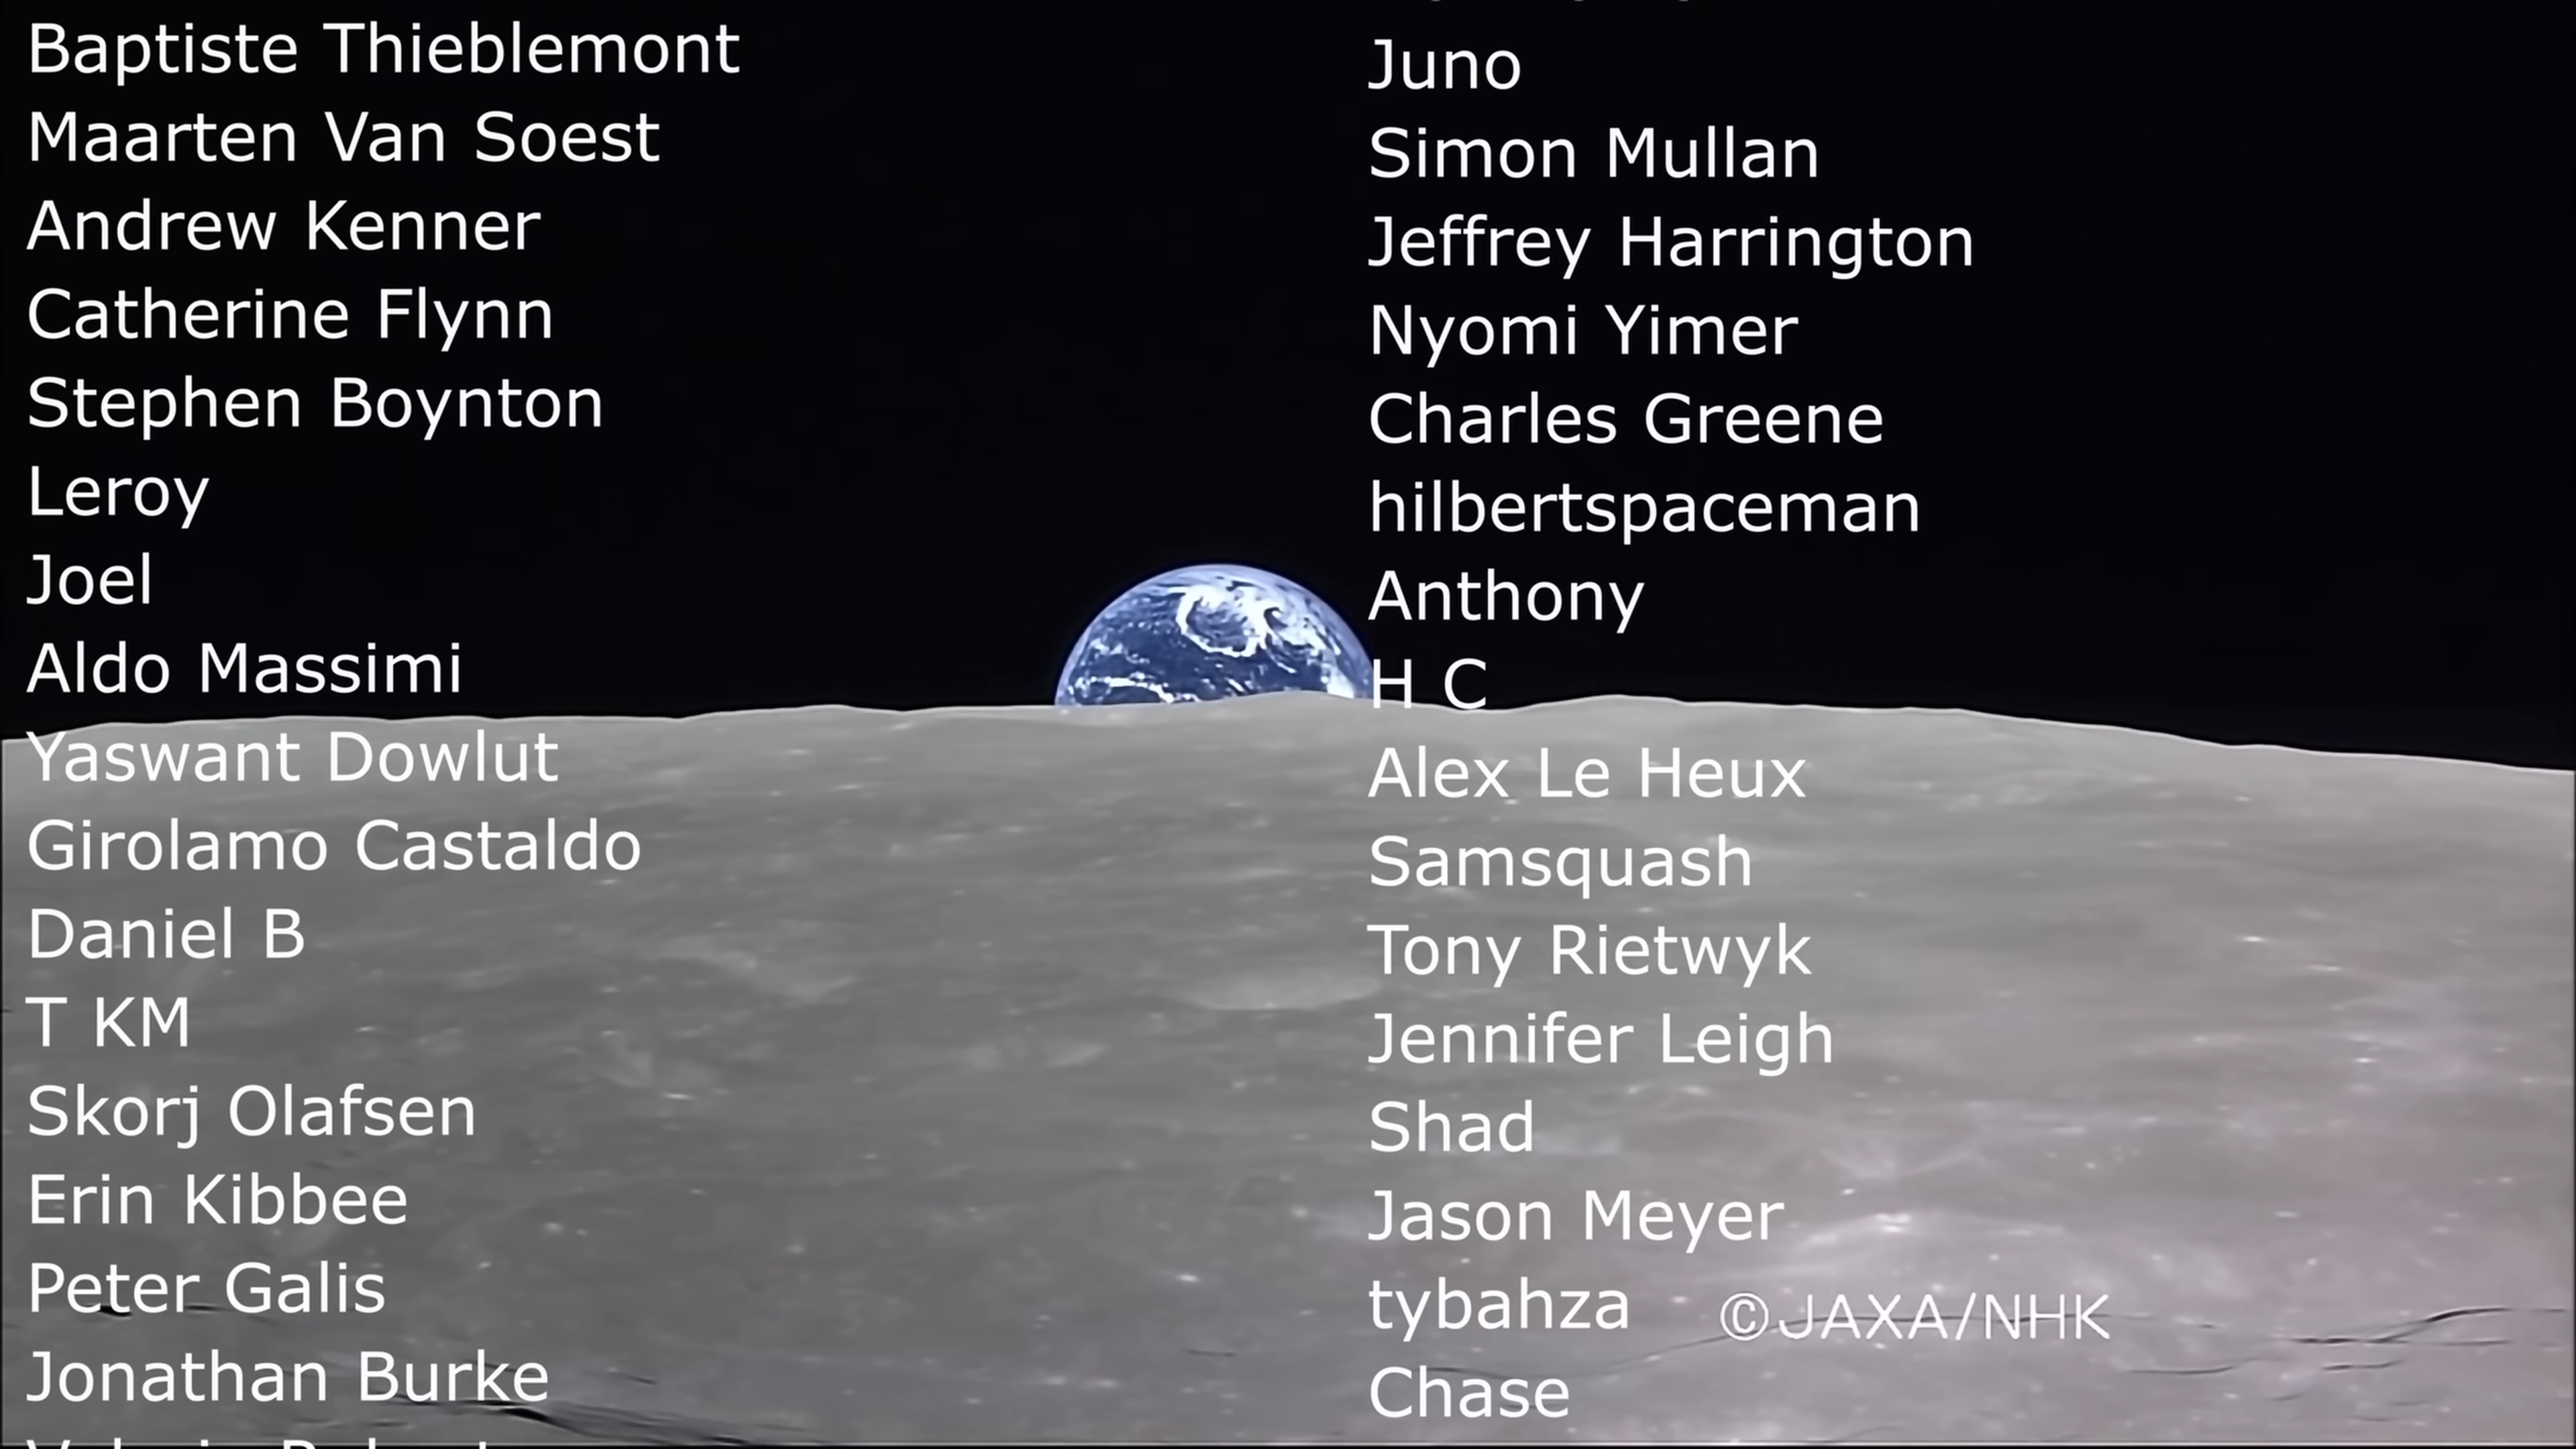 Baptiste Thieblemont
Maarten Van Soest
Andrew Kenner
Catherine Flynn
Stephen Boynton
Leroy
Joel
Aldo Massimi
Yaswant Dowlut
Girolamo Castaldo
Daniel B
T KM
Skorj Olafsen
Erin Kibbee
Peter Galis
Jonathan Burke
Juno
Simon Mullan
Jeffrey Harrington
Nyomi Yimer
Charles Greene
hilbertspaceman
Anthony
H C
Alex Le Heux
Samsquash
Tony Rietwyk
Jennifer Leigh
Shad
Jason Meyer
tybahza
©JAXA/NHK
Chase